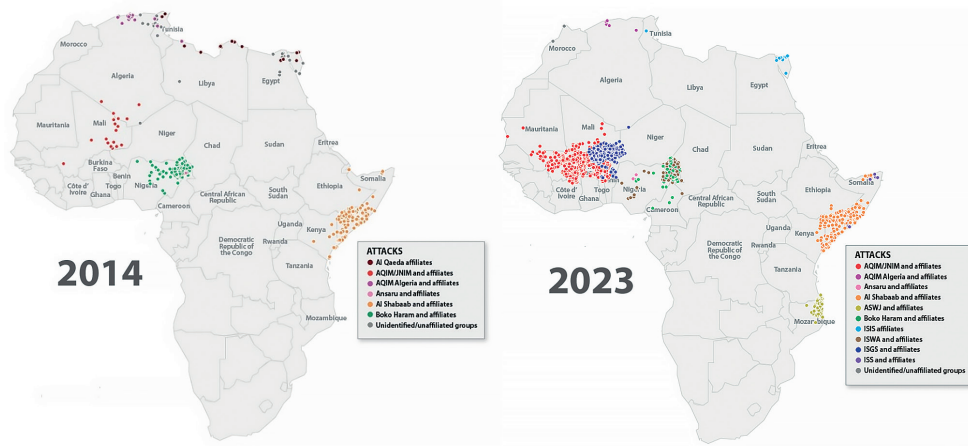 Tunisia
Morocco
Algeria
Libya
Egypt
Mauritania
Mali
Niger
Chad
Sudan
Eritrea
Burkina
Faso
Benin
Nigeria
Côte d'
Ivoire
Togo
Ghana
Cameroon
Central African
Republic
South
Sudan
Ethiopia
Somalia
Uganda
Kenya
Democratic
Republic of
the Congo
Rwanda
Tanzania
Mozambique
2014
ATTACKS
Al Qaeda affiliates
AQIM/JNIM and affiliates
AQIM Algeria and affiliates
Ansaru and affiliates
Al Shabaab and affiliates
Boko Haram and affiliates
Unidentified/unaffiliated groups
Tunisia
Morocco
Algeria
Libya
Egypt
Mauritania
Mali
Niger
Chad
Sudan
Eritrea
Côte d'
Ivoire
Togo
Ghana
Nigeria
Cameroon
Central African
Republic
South
Sudan
Ethiopia
Somalia
Uganda
Kenya
Democratic
Republic of
the Congo
Rwanda
Tanzania
Mozambique
2023
ATTACKS
AQIM/JNIM and affiliates
AQIM Algeria and affiliates
Ansaru and affiliates
Al Shabaab and affiliates
ASWJ and affiliates
Boko Haram and affiliates
ISIS affiliates
ISWA and affiliates
ISGS and affiliates
ISS and affiliates
Unidentified/unaffiliated groups